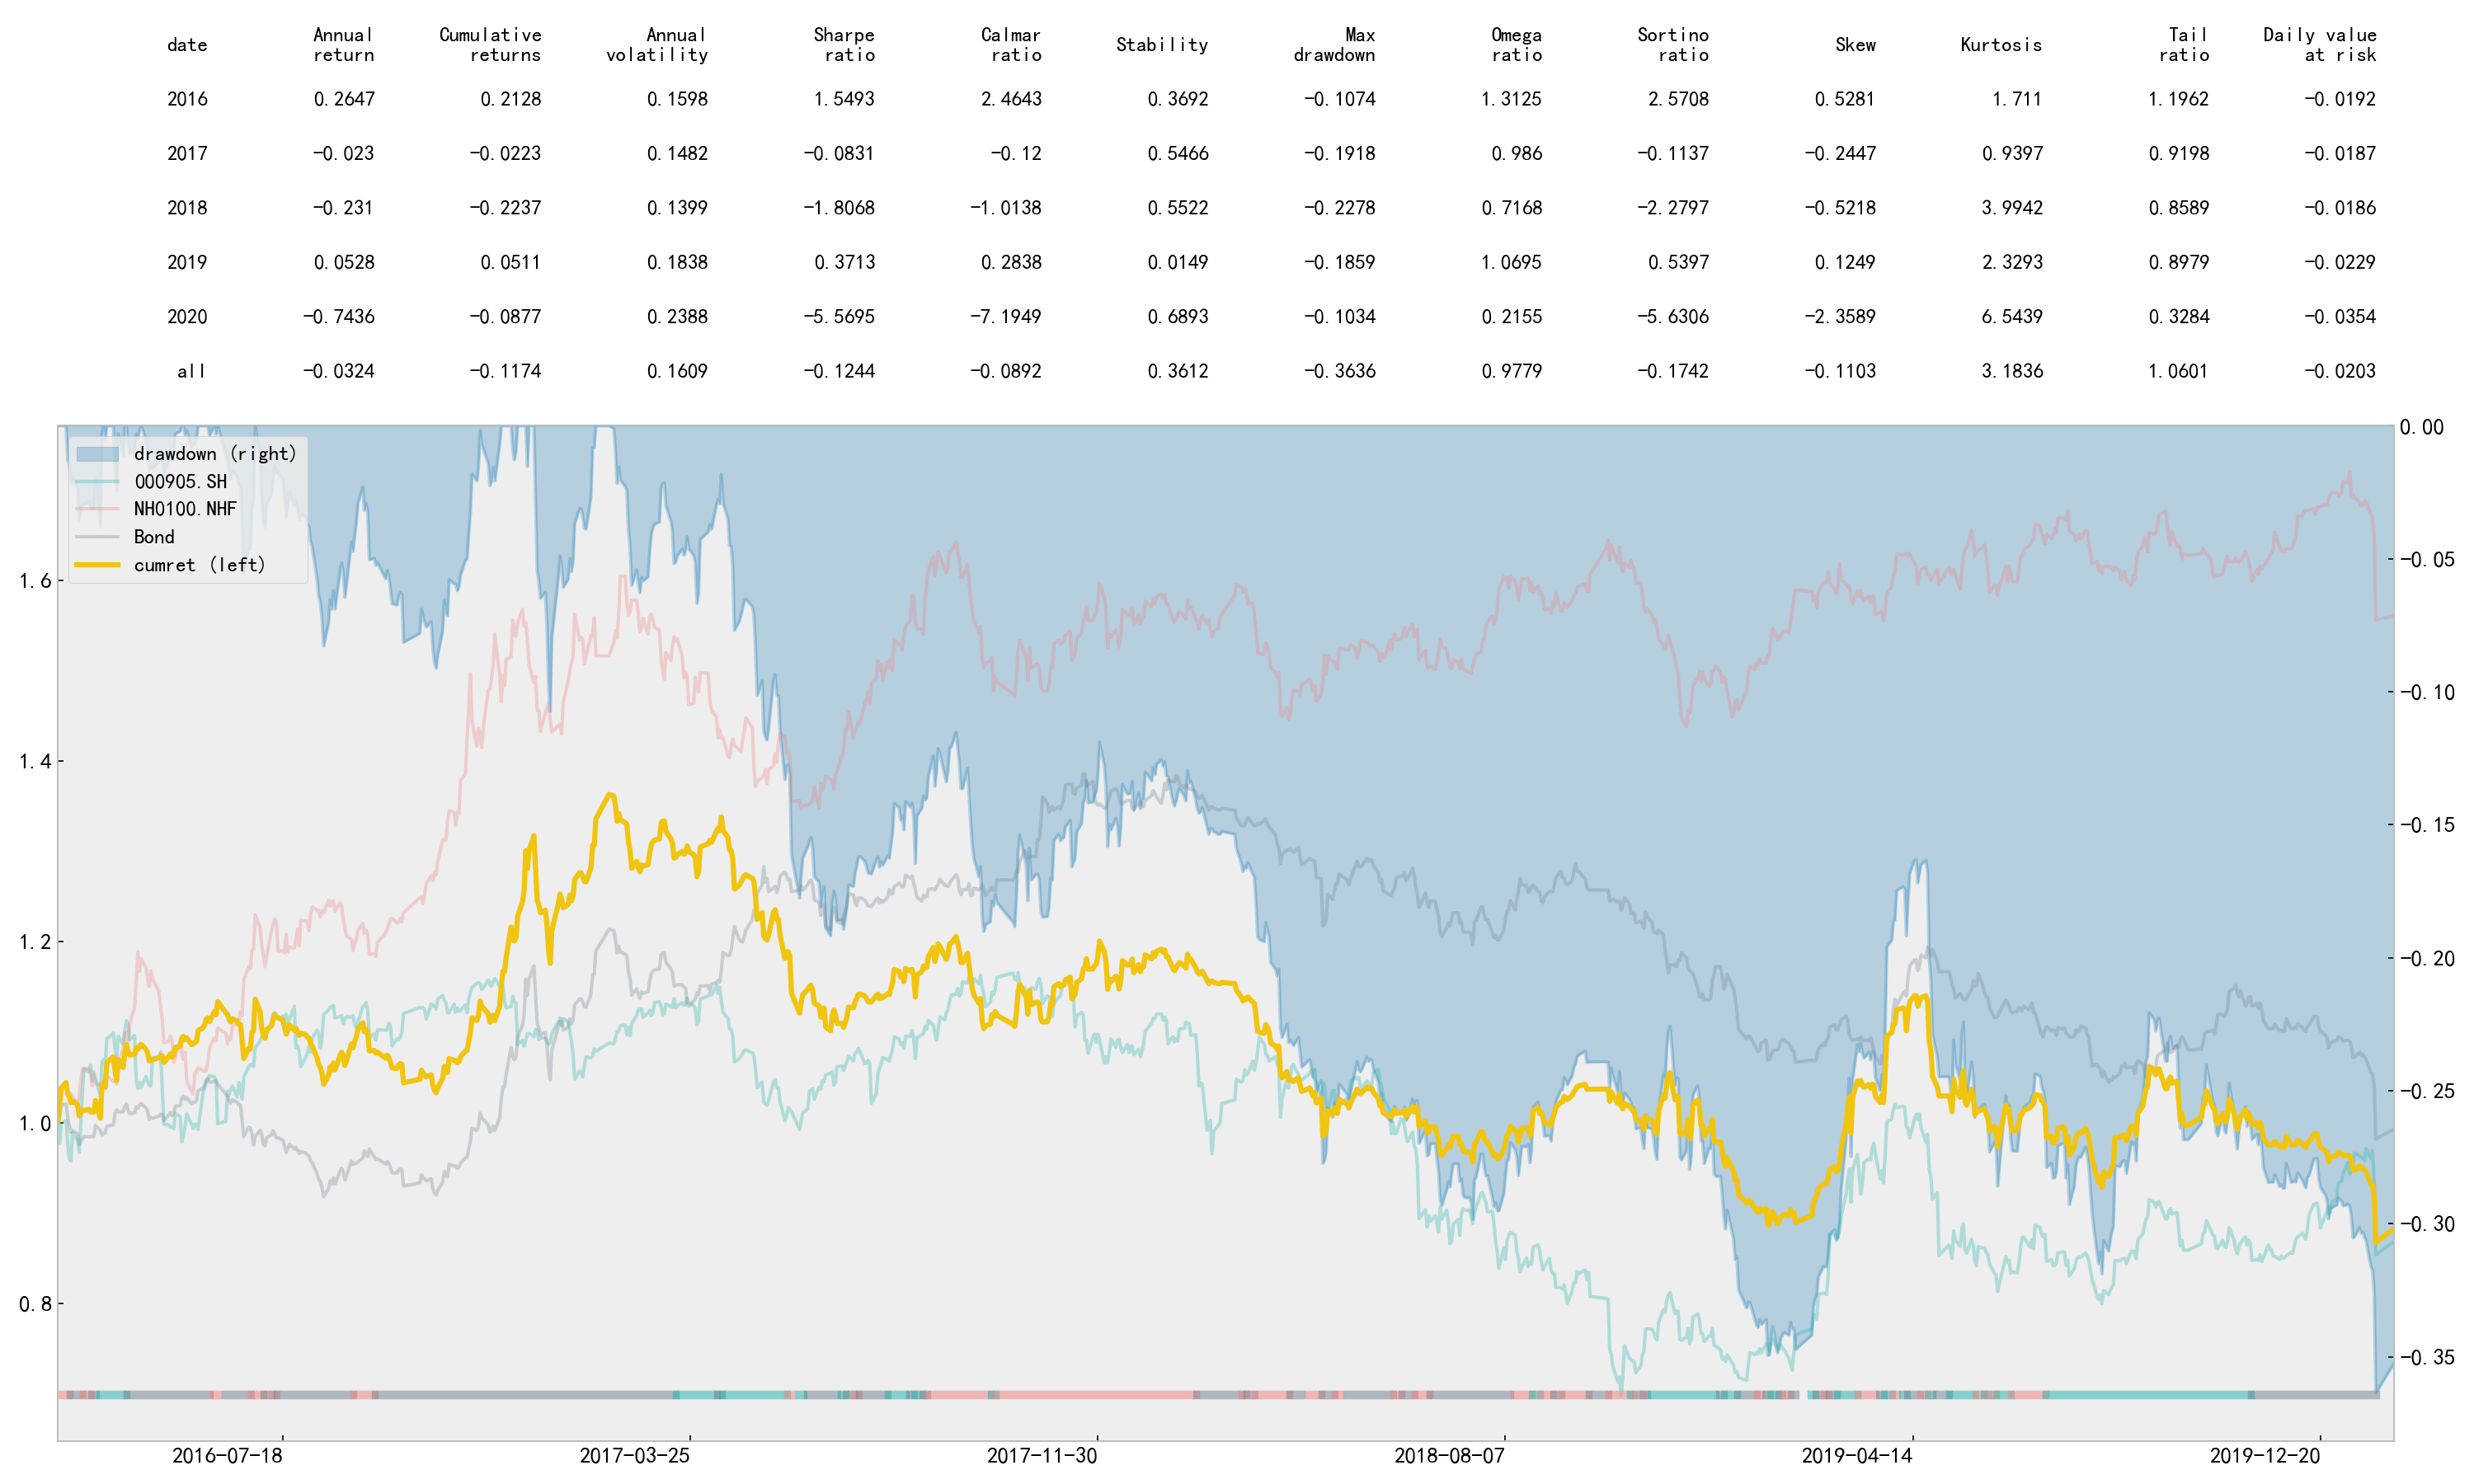 date Annual return Cumulative returns Annual volatility Sharpe ratio Calmar ratio Stability Max drawdown Omega ratio Sortino ratio Skew Kurtosis Tail ratio Daily value at risk
2016 0.2647 0.2128 0.1598 1.5493 2.4643 0.3692 -0.1074 1.3125 2.5708 0.5281 1.711 1.1962 -0.0192
2017 -0.023 -0.0223 0.1482 -0.0831 -0.12 0.5466 -0.1918 0.986 -0.1137 -0.2447 0.9397 0.9198 -0.0187
2018 -0.231 -0.2237 0.1399 -1.8068 -1.0138 0.5522 -0.2278 0.7168 -2.2797 -0.5218 3.9942 0.8589 -0.0186
2019 0.0528 0.0511 0.1838 0.3713 0.2838 0.0149 -0.1859 1.0695 0.5397 0.1249 2.3293 0.8979 -0.0229
2020 -0.7436 -0.0877 0.2388 -5.5695 -7.1949 0.6893 -0.1034 0.2155 -5.6306 -2.3589 6.5439 0.3284 -0.0354
all -0.0324 -0.1174 0.1609 -0.1244 -0.0892 0.3612 -0.3636 0.9779 -0.1742 -0.1103 3.1836 1.0601 -0.0203
drawdown (right)
000905.SH
NH0100.NHF
Bond
cumret (left)
1.6
1.4
1.2
1.0
0.8
0.00
-0.05
-0.10
-0.15
-0.20
-0.25
-0.30
-0.35
2016-07-18 2017-03-25 2017-11-30 2018-08-07 2019-04-14 2019-12-20